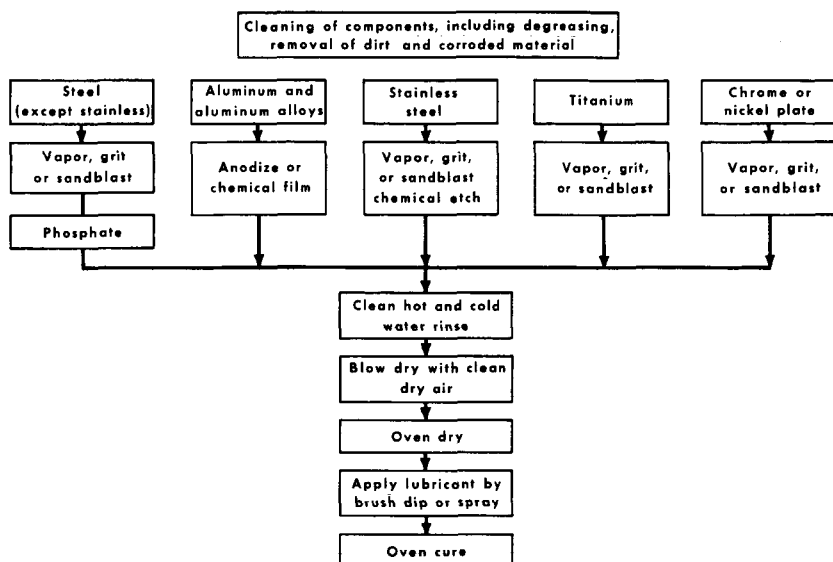 Cleaning of components, including degreasing,
removal of dirt and corroded material
Steel
(except stainless)
Aluminum and
aluminum alloys
Stainless
steel
Titanium
Chrome or
nickel plate
Vapor, grit
or sandblast
Anodize or
chemical film
Vapor, grit,
or sandblast
chemical etch
Vapor, grit,
or sandblast
Vapor, grit,
or sandblast
Phosphate
Clean hot and cold
water rinse
Blow dry with clean
dry air
Oven dry
Apply lubricant by
brush dip or spray
Oven cure